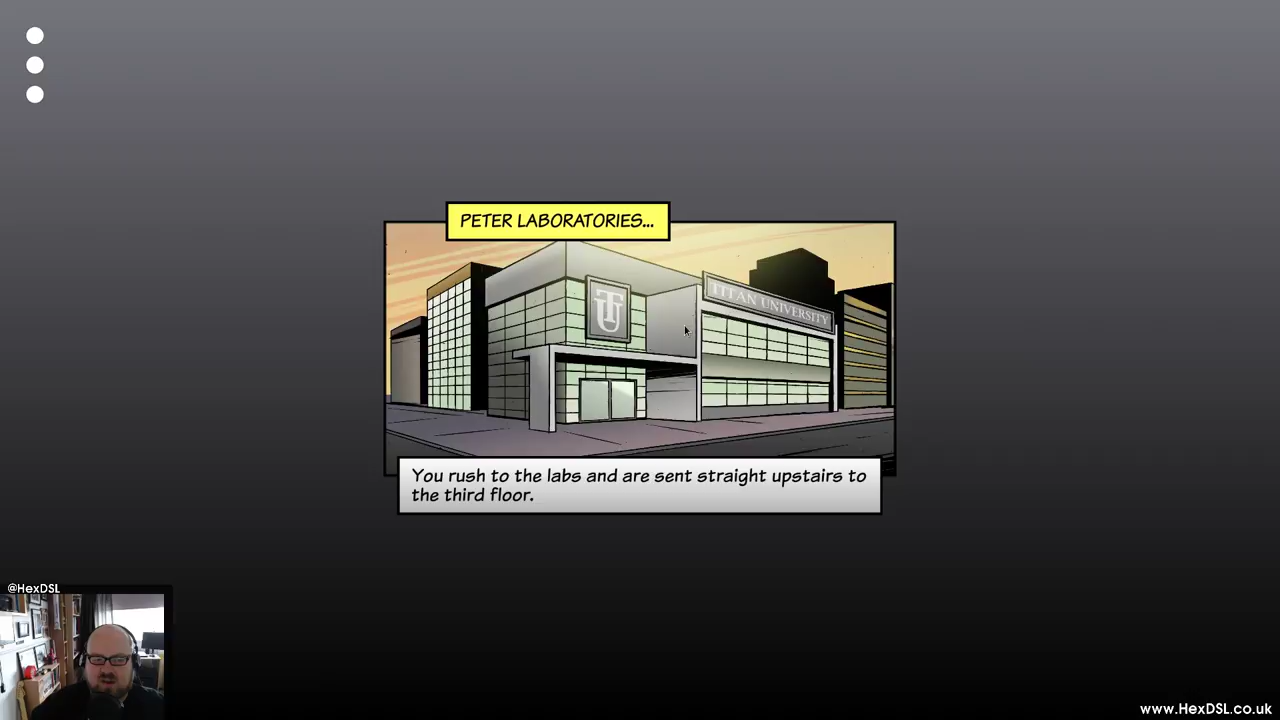 PETER LABORATORIES...
TU
TITAN UNIVERSITY
You rush to the labs and are sent straight upstairs to
the third floor.
@HexDSL
www.HexDSL.co.uk